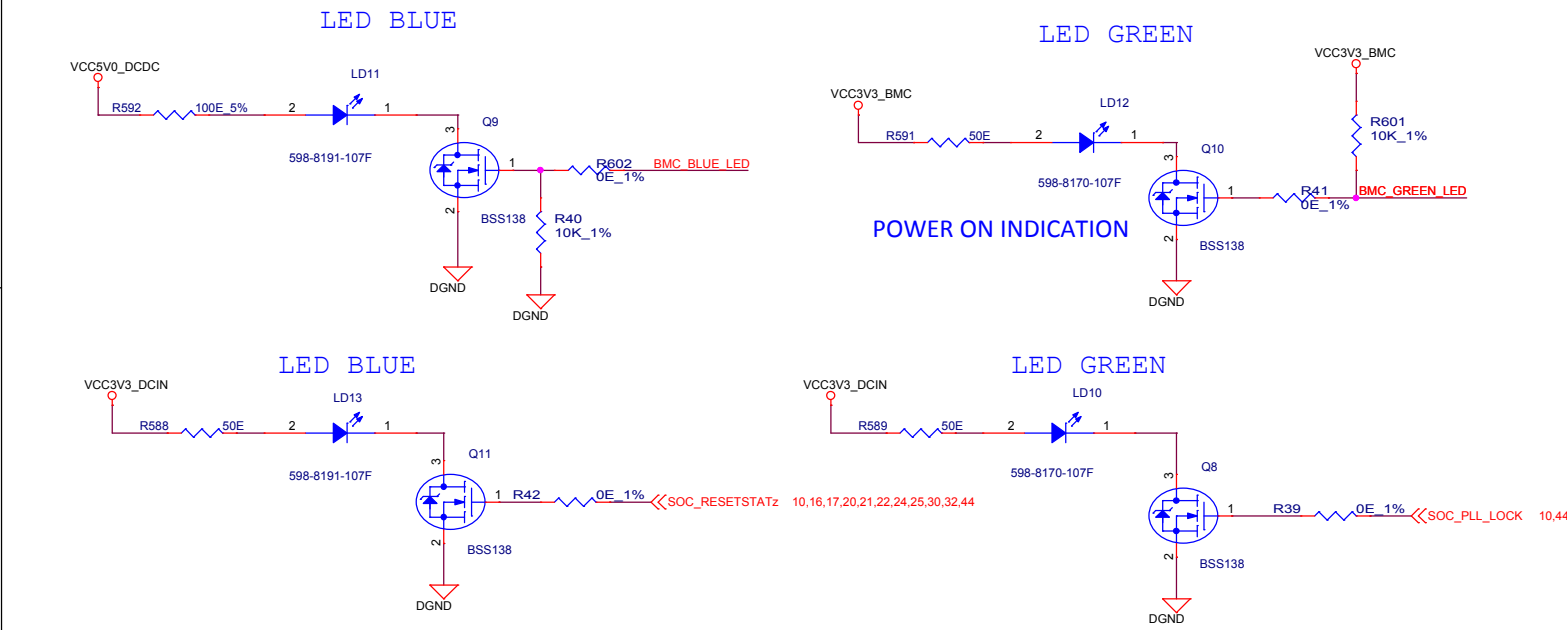 LED BLUE
VCC5V0_DCDC
LD11
R592
100E_5%
2
1
598-8191-107F
3
Q9
1
R602
0E_1%
BMC_BLUE_LED
2
BSS138
R40
10K_1%
DGND
DGND
LED GREEN
VCC3V3_BMC
VCC3V3_BMC
LD12
R591
50E
2
1
598-8170-107F
R601
10K_1%
3
Q10
1
R41
0E_1%
BMC_GREEN_LED
POWER ON INDICATION
2
BSS138
DGND
LED BLUE
VCC3V3_DCIN
LD13
R588
50E
2
1
598-8191-107F
3
Q11
1
R42
0E_1%
SOC_RESETSTATz 10,16,17,20,21,22,24,25,30,32,44
2
BSS138
DGND
LED GREEN
VCC3V3_DCIN
LD10
R589
50E
2
1
598-8170-107F
3
Q8
1
R39
0E_1%
SOC_PLL_LOCK 10,44
2
BSS138
DGND